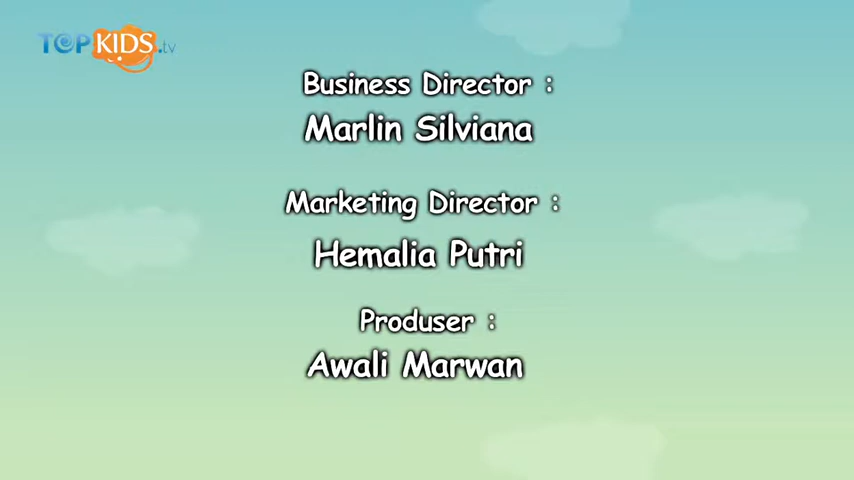 TOPKIDS.tv
Business Director :
Marlin Silviana
Marketing Director :
Hemalia Putri
Produser :
Awali Marwan